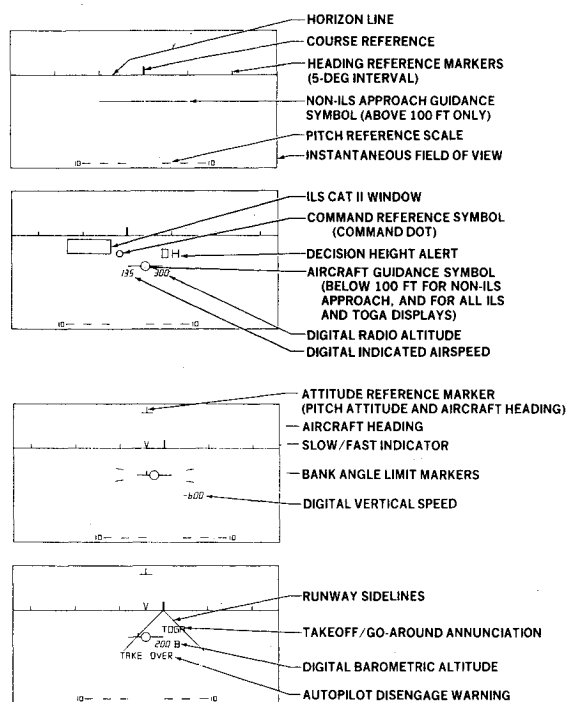 HORIZON LINE
COURSE REFERENCE
HEADING REFERENCE MARKERS
(5-DEG INTERVAL)
NON-ILS APPROACH GUIDANCE
SYMBOL (ABOVE 100 FT ONLY)
PITCH REFERENCE SCALE
10 10
INSTANTANEOUS FIELD OF VIEW
ILS CAT II WINDOW
COMMAND REFERENCE SYMBOL
(COMMAND DOT)
DH
DECISION HEIGHT ALERT
135 300
AIRCRAFT GUIDANCE SYMBOL
(BELOW 100 FT FOR NON-ILS
APPROACH, AND FOR ALL ILS
AND TOGA DISPLAYS)
10 10
DIGITAL RADIO ALTITUDE
DIGITAL INDICATED AIRSPEED
ATTITUDE REFERENCE MARKER
(PITCH ATTITUDE AND AIRCRAFT HEADING)
AIRCRAFT HEADING
SLOW/FAST INDICATOR
BANK ANGLE LIMIT MARKERS
-600
DIGITAL VERTICAL SPEED
10 10
RUNWAY SIDELINES
TOGA
TAKEOFF/GO-AROUND ANNUNCIATION
200 B
TAKE OVER
DIGITAL BAROMETRIC ALTITUDE
10 10
AUTOPILOT DISENGAGE WARNING